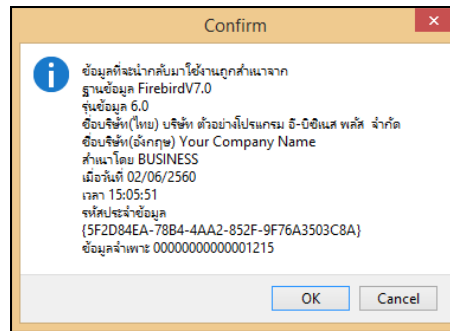 Confirm
ข้อมูลที่จะนำกลับมาใช้งานถูกสำเนาจาก
ฐานข้อมูล FirebirdV7.0
รุ่นข้อมูล 6.0
ชื่อบริษัท(ไทย) บริษัท ตัวอย่างโปรแกรม อี-บิซิเนส พลัส จำกัด
ชื่อบริษัท(อังกฤษ) Your Company Name
สำเนาโดย BUSINESS
เมื่อวันที่ 02/06/2560
เวลา 15:05:51
รหัสประจำข้อมูล
{5F2D84EA-78B4-4AA2-852F-9F76A3503C8A}
ข้อมูลจำเพาะ 00000000000001215
OK Cancel